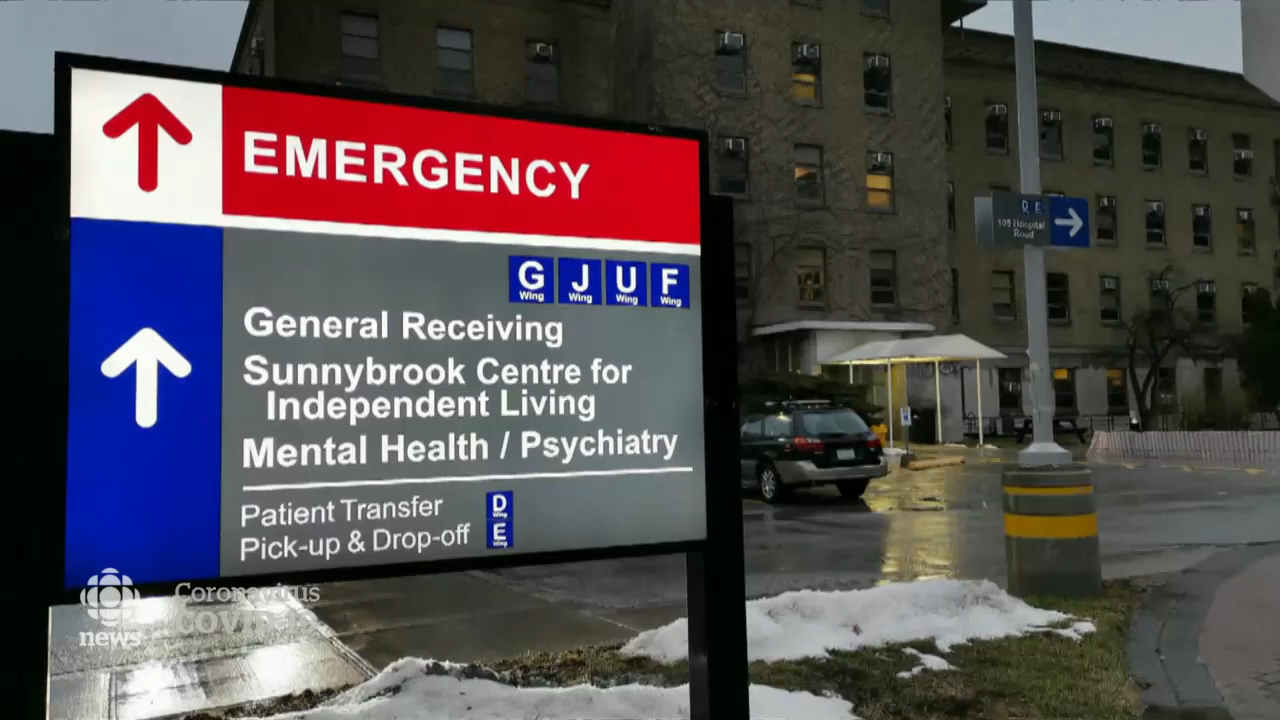 EMERGENCY
G Wing J Wing U Wing F Wing
General Receiving
Sunnybrook Centre for
Independent Living
Mental Health / Psychiatry
Patient Transfer
Pick-up & Drop-off
D Wing
E Wing
D E
105 Hospital
Road
Coronavirus
COVID-19
news